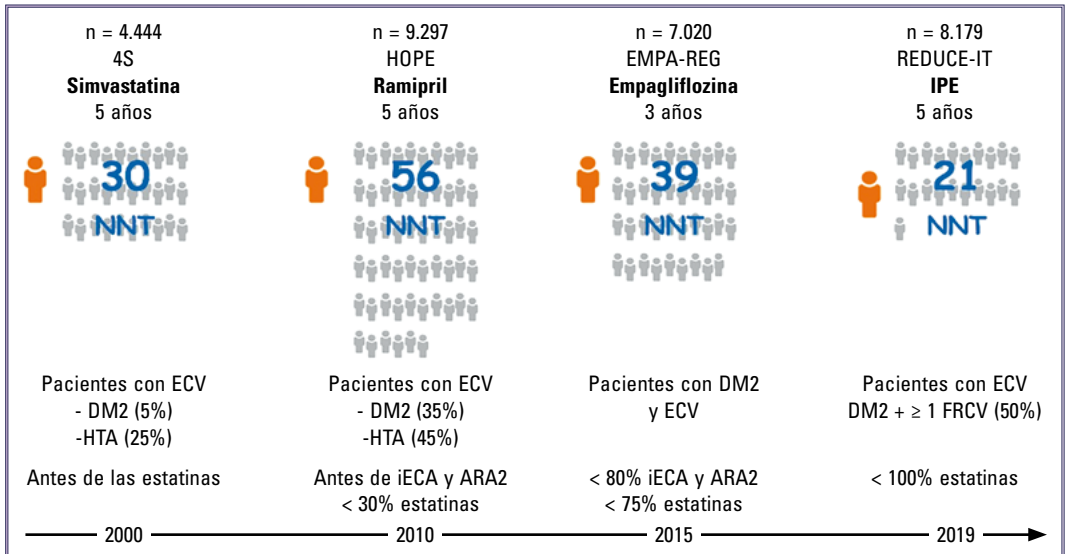 n = 4.444
4S
Simvastatina
5 años
30
NNT
Pacientes con ECV
- DM2 (5%)
-HTA (25%)
Antes de las estatinas
2000
n = 9.297
HOPE
Ramipril
5 años
56
NNT
Pacientes con ECV
- DM2 (35%)
-HTA (45%)
Antes de iECA y ARA2
< 30% estatinas
2010
n = 7.020
EMPA-REG
Empagliflozina
3 años
39
NNT
Pacientes con DM2
y ECV
< 80% iECA y ARA2
< 75% estatinas
2015
n = 8.179
REDUCE-IT
IPE
5 años
21
NNT
Pacientes con ECV
DM2 + ≥ 1 FRCV (50%)
< 100% estatinas
2019